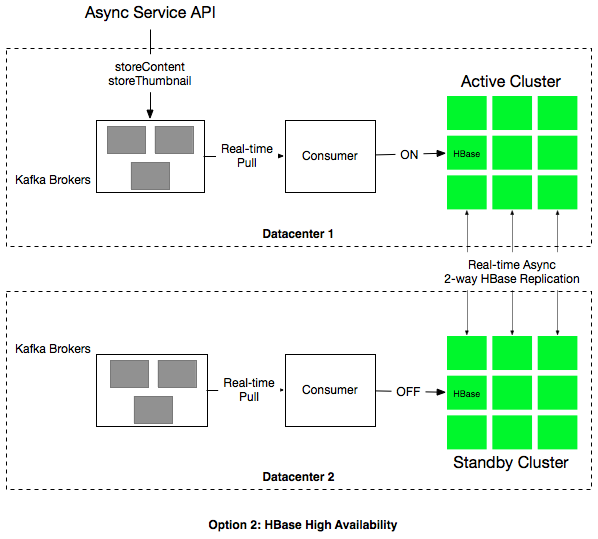 Async Service API
storeContent
storeThumbnail
Active Cluster
Real-time
Pull
Consumer
ON
HBase
Kafka Brokers
Datacenter 1
Real-time Async
2-way HBase Replication
Kafka Brokers
Real-time
Pull
Consumer
OFF
HBase
Standby Cluster
Datacenter 2
Option 2: HBase High Availability